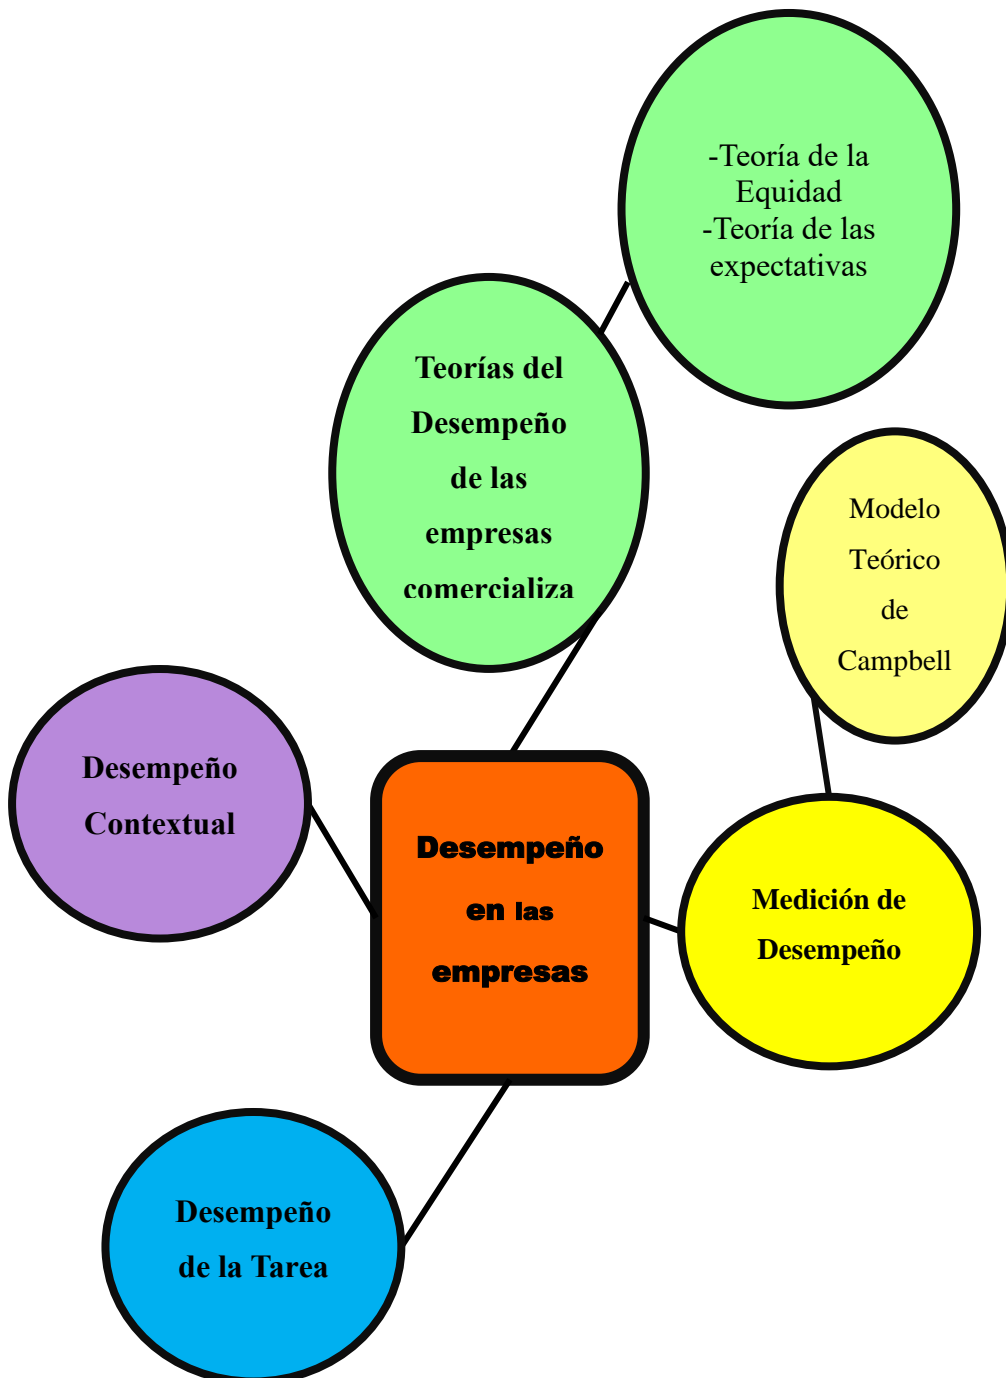 -Teoría de la
Equidad
-Teoría de las
expectativas
Teorías del
Desempeño
de las
empresas
comercializa
Modelo
Teórico
de
Campbell
Desempeño
Contextual
Desempeño
en las
empresas
Medición de
Desempeño
Desempeño
de la Tarea